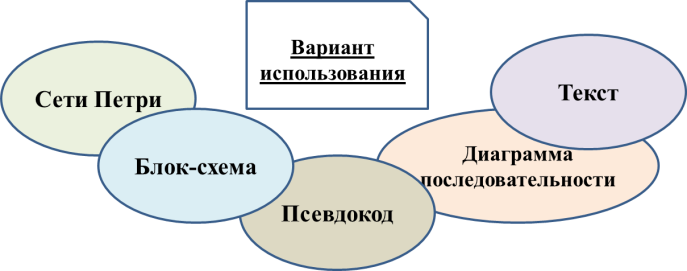 Вариант
использования
Сети Петри
Текст
Блок-схема
Диаграмма
последовательности
Псевдокод